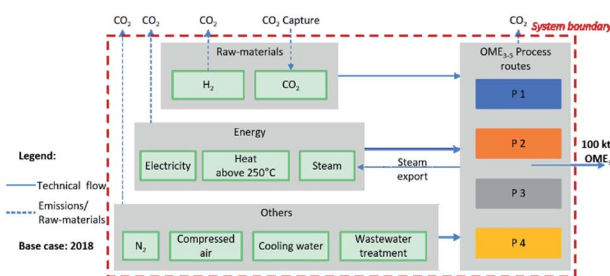 CO₂ CO₂ CO₂ CO₂ Capture CO₂
System boundary
Raw-materials
H₂ CO₂
OME₃₋₅ Process
routes
P 1
P 2
P 3
P 4
Energy
Electricity
Heat
above 250°C
Steam
Steam
export
100 kt
Legend:
Technical flow
Emissions/
Raw-materials
Base case: 2018
Others
N₂
Compressed
air
Cooling water
Wastewater
treatment